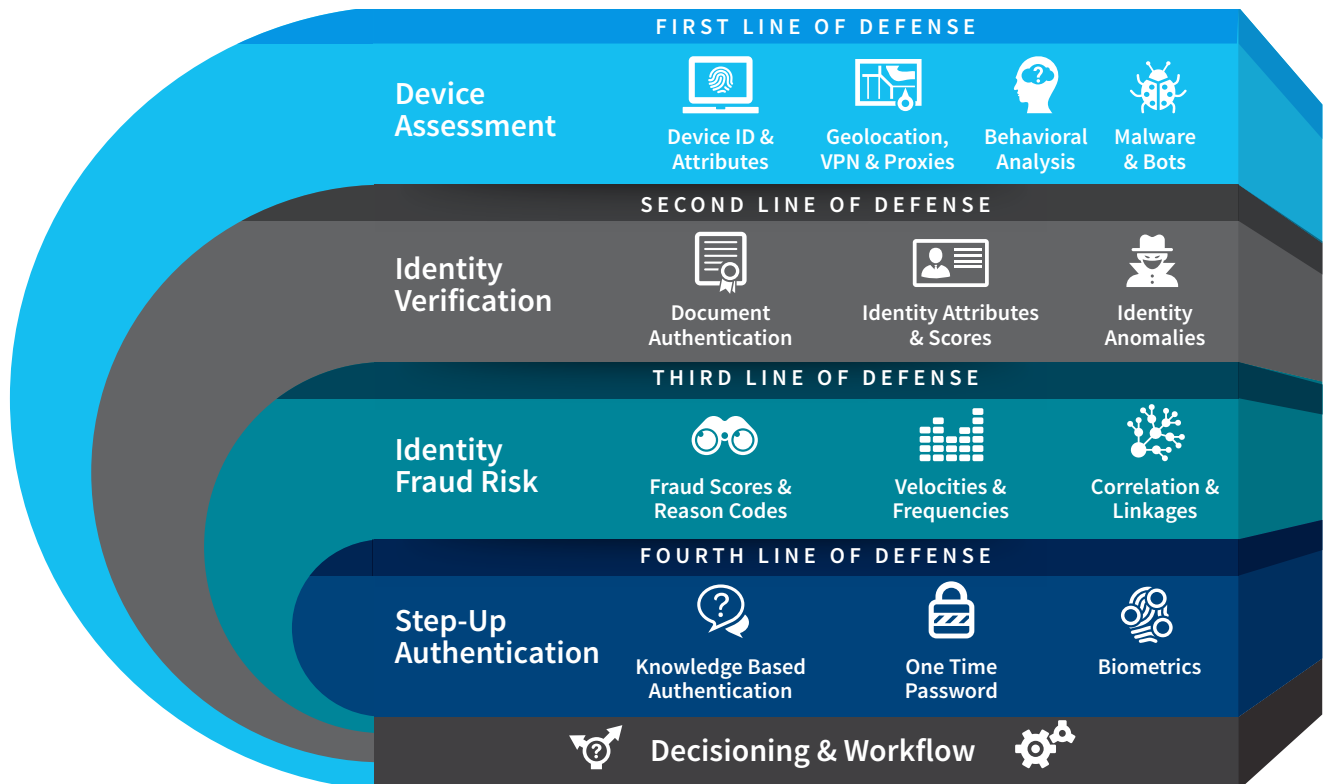 FIRST LINE OF DEFENSE
Device
Assessment
Device ID &
Attributes
Geolocation,
VPN & Proxies
Behavioral
Analysis
Malware
& Bots
SECOND LINE OF DEFENSE
Identity
Verification
Document
Authentication
Identity Attributes
& Scores
Identity
Anomalies
THIRD LINE OF DEFENSE
Identity
Fraud Risk
Fraud Scores &
Reason Codes
Velocities &
Frequencies
Correlation &
Linkages
FOURTH LINE OF DEFENSE
Step-Up
Authentication
Knowledge Based
Authentication
One Time
Password
Biometrics
Decisioning & Workflow